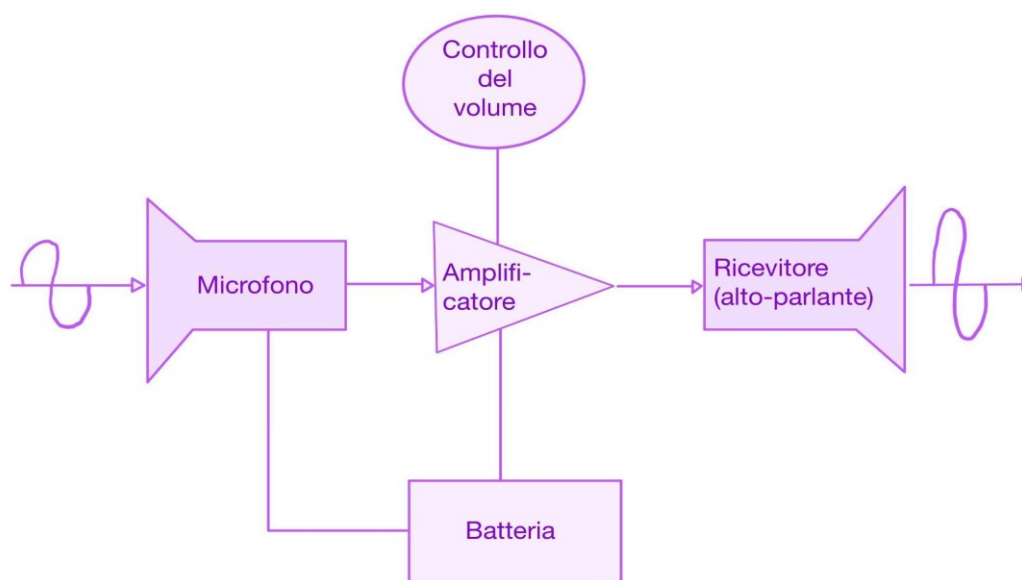 Controllo
del
volume
Microfono
Amplifi-
catore
Ricevitore
(alto-parlante)
Batteria